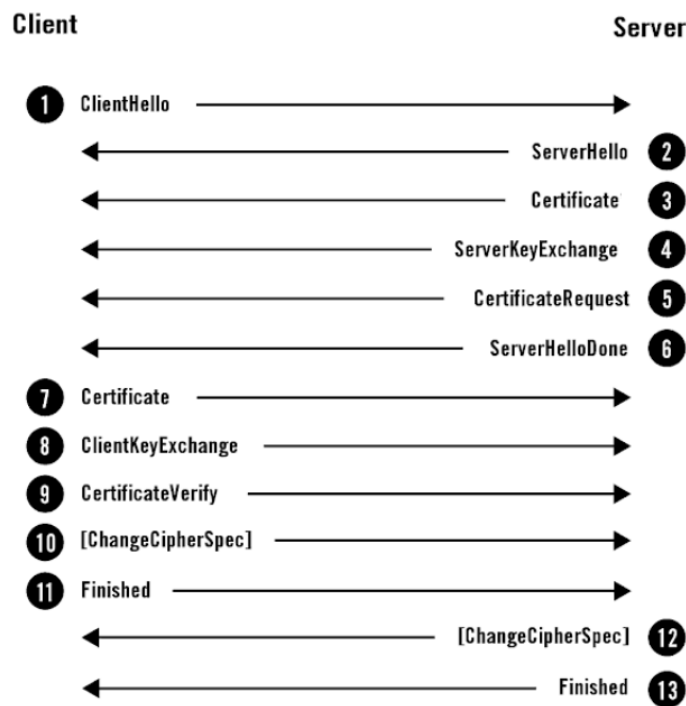 Client
Server
1 ClientHello
ServerHello 2
Certificate 3
ServerKeyExchange 4
CertificateRequest 5
ServerHelloDone 6
7 Certificate
8 ClientKeyExchange
9 CertificateVerify
10 [ChangeCipherSpec]
11 Finished
[ChangeCipherSpec] 12
Finished 13